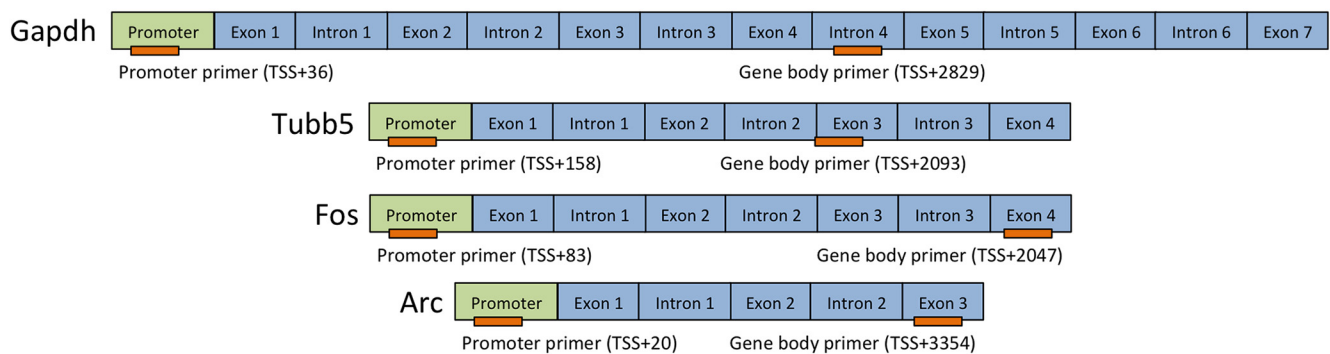 Gapdh Promoter Exon 1 Intron 1 Exon 2 Intron 2 Exon 3 Intron 3 Exon 4 Intron 4 Exon 5 Intron 5 Exon 6 Intron 6 Exon 7
Promoter primer (TSS+36) Gene body primer (TSS+2829)
Tubb5 Promoter Exon 1 Intron 1 Exon 2 Intron 2 Exon 3 Intron 3 Exon 4
Promoter primer (TSS+158) Gene body primer (TSS+2093)
Fos Promoter Exon 1 Intron 1 Exon 2 Intron 2 Exon 3 Intron 3 Exon 4
Promoter primer (TSS+83) Gene body primer (TSS+2047)
Arc Promoter Exon 1 Intron 1 Exon 2 Intron 2 Exon 3
Promoter primer (TSS+20) Gene body primer (TSS+3354)